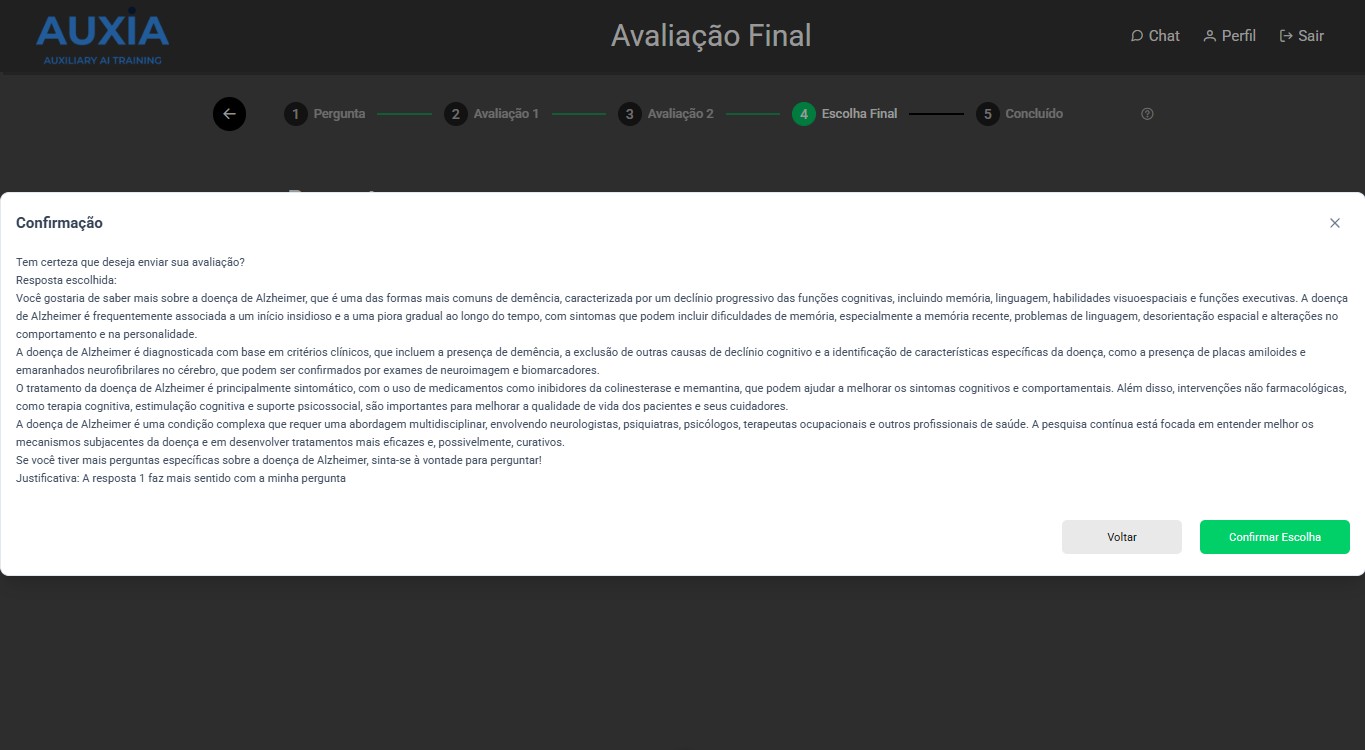 AUXIA
AUXILIARY AI TRAINING
Avaliação Final
Chat
Perfil
Sair
1 Pergunta
2 Avaliação 1
3 Avaliação 2
4 Escolha Final
5 Concluído
Confirmação
Tem certeza que deseja enviar sua avaliação?
Resposta escolhida:
Você gostaria de saber mais sobre a doença de Alzheimer, que é uma das formas mais comuns de demência, caracterizada por um declínio progressivo das funções cognitivas, incluindo memória, linguagem, habilidades visuoespaciais e funções executivas. A doença
de Alzheimer é frequentemente associada a um início insidioso e a uma piora gradual ao longo do tempo, com sintomas que podem incluir dificuldades de memória, especialmente a memória recente, problemas de linguagem, desorientação espacial e alterações no
comportamento e na personalidade.
A doença de Alzheimer é diagnosticada com base em critérios clínicos, que incluem a presença de demência, a exclusão de outras causas de declínio cognitivo e a identificação de características específicas da doença, como a presença de placas amiloides e
emaranhados neurofibrilares no cérebro, que podem ser confirmados por exames de neuroimagem e biomarcadores.
O tratamento da doença de Alzheimer é principalmente sintomático, com o uso de medicamentos como inibidores da colinesterase e memantina, que podem ajudar a melhorar os sintomas cognitivos e comportamentais. Além disso, intervenções não farmacológicas,
como terapia cognitiva, estimulação cognitiva e suporte psicossocial, são importantes para melhorar a qualidade de vida dos pacientes e seus cuidadores.
A doença de Alzheimer é uma condição complexa que requer uma abordagem multidisciplinar, envolvendo neurologistas, psiquiatras, psicólogos, terapeutas ocupacionais e outros profissionais de saúde. A pesquisa contínua está focada em entender melhor os
mecanismos subjacentes da doença e em desenvolver tratamentos mais eficazes e, possivelmente, curativos.
Se você tiver mais perguntas específicas sobre a doença de Alzheimer, sinta-se à vontade para perguntar!
Justificativa: A resposta 1 faz mais sentido com a minha pergunta
Voltar
Confirmar Escolha